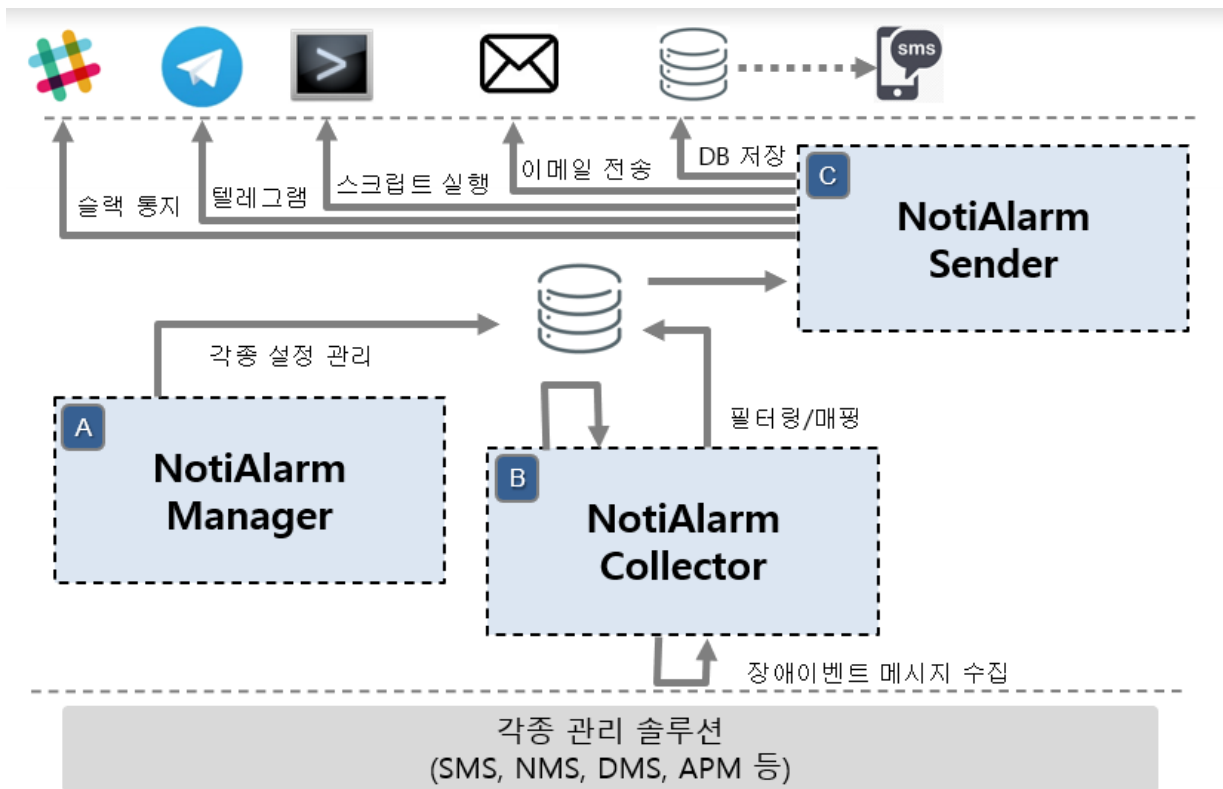 sms
슬랙 통지
텔레그램
스크립트 실행
이메일 전송
DB 저장
C
NotiAlarm
Sender
각종 설정 관리
A
NotiAlarm
Manager
필터링/매핑
B
NotiAlarm
Collector
장애이벤트 메시지 수집
각종 관리 솔루션
(SMS, NMS, DMS, APM 등)